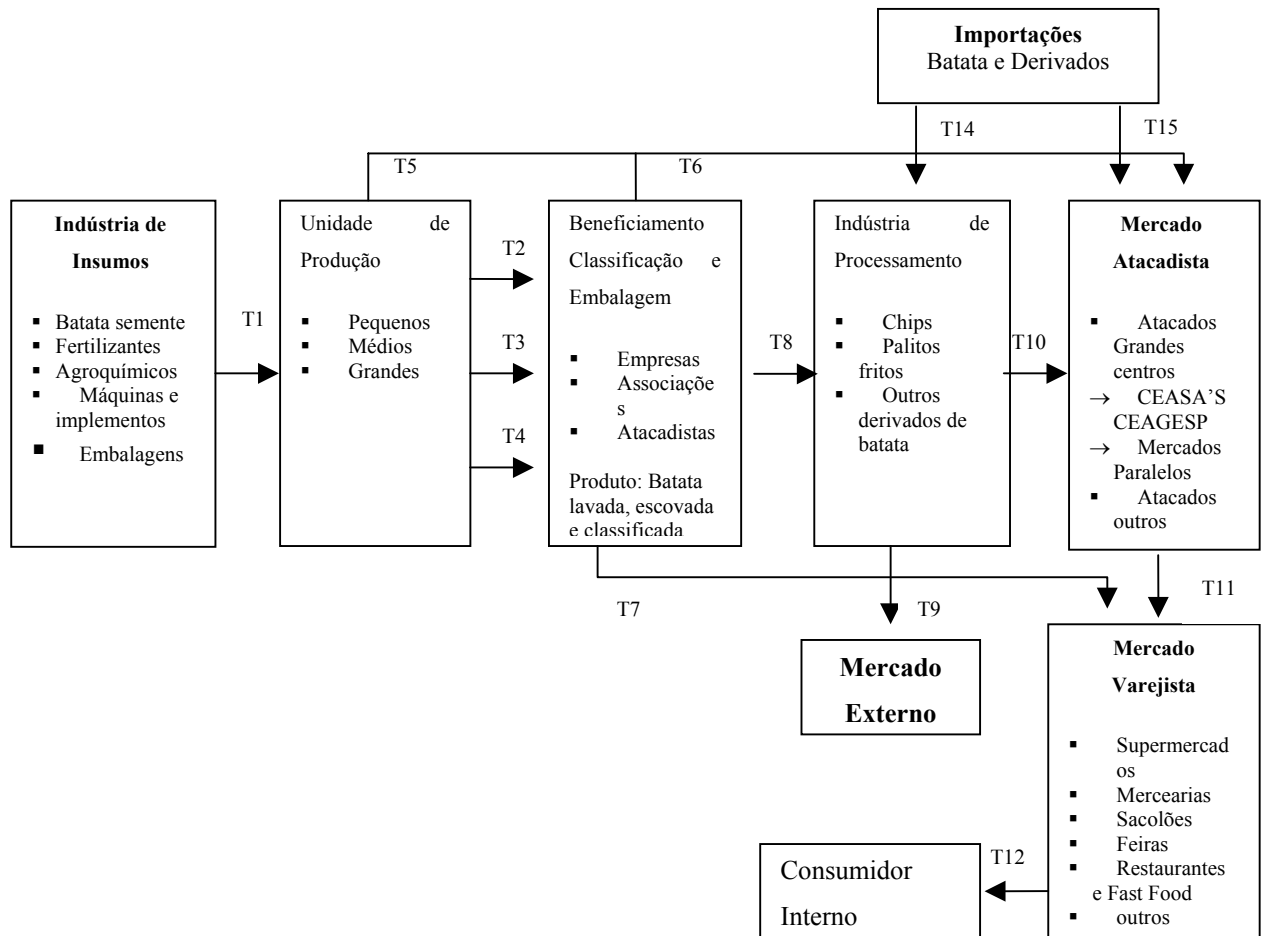 Importações
Batata e Derivados
T14
T15
T5
T6
Indústria de
Insumos
▪ Batata semente
▪ Fertilizantes
▪ Agroquímicos
▪ Máquinas e
implementos
▪ Embalagens
T1
Unidade de
Produção
▪ Pequenos
▪ Médios
▪ Grandes
T2
T3
T4
Beneficiamento
Classificação e
Embalagem
▪ Empresas
▪ Associaçõe
s
▪ Atacadistas
Produto: Batata
lavada, escovada
e classificada
T8
Indústria de
Processamento
▪ Chips
▪ Palitos
fritos
▪ Outros
derivados de
batata
T10
Mercado
Atacadista
▪ Atacados
Grandes
centros
→ CEASA’S
CEAGESP
→ Mercados
Paralelos
▪ Atacados
outros
T7
T9
T11
Mercado
Externo
Mercado
Varejista
▪ Supermercad
os
▪ Mercearias
▪ Sacolões
▪ Feiras
▪ Restaurantes
e Fast Food
▪ outros
T12
Consumidor
Interno